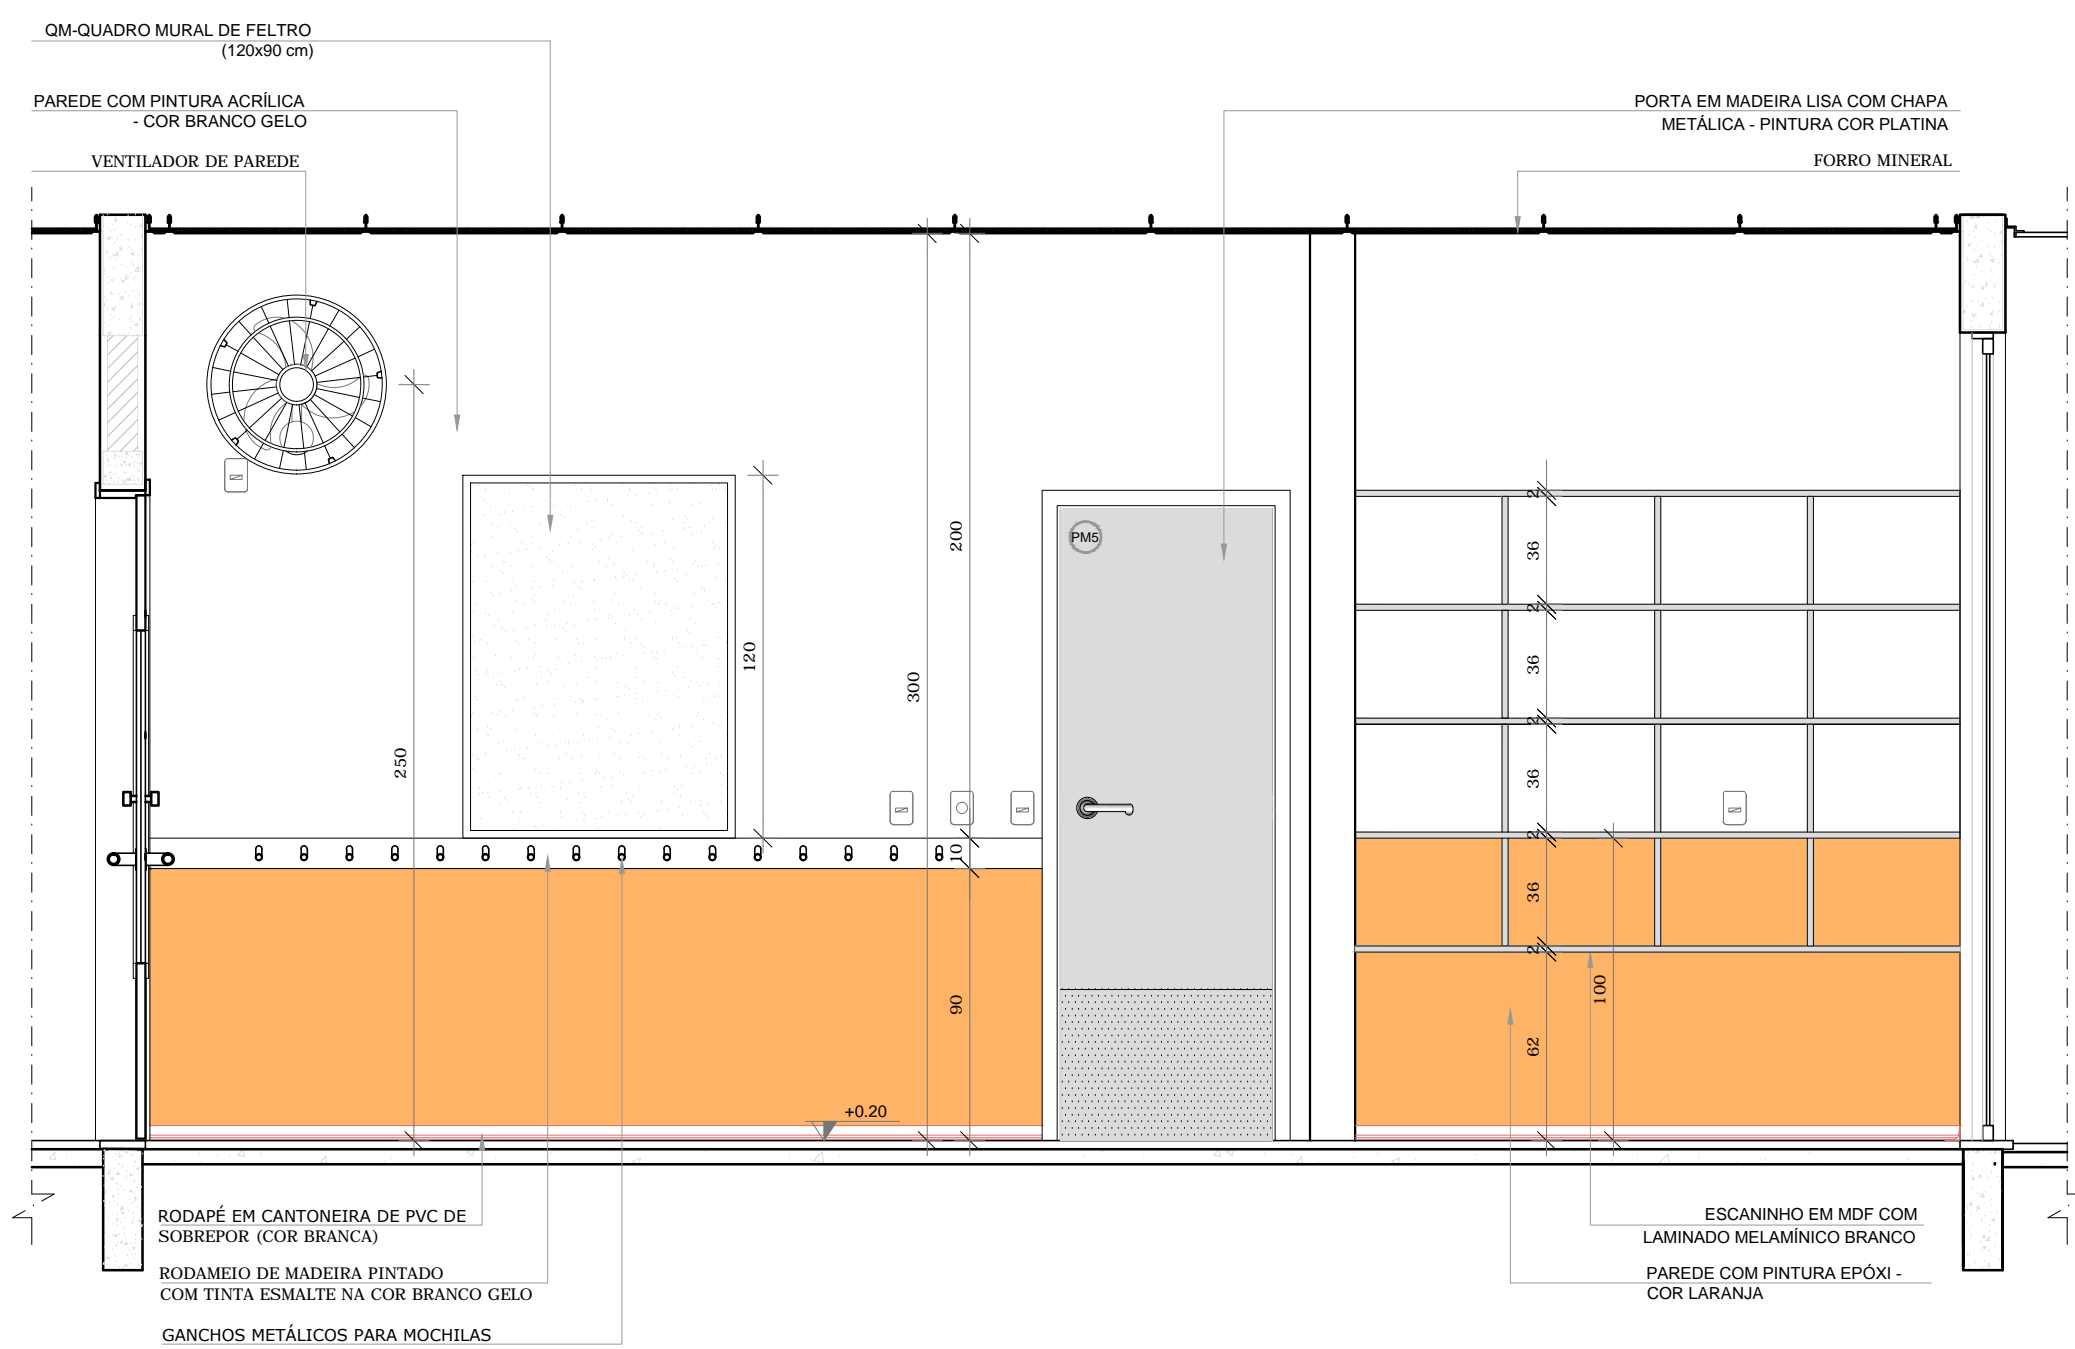 QM-QUADRO MURAL DE FELTRO
(120x90 cm)
PAREDE COM PINTURA ACRÍLICA
- COR BRANCO GELO
VENTILADOR DE PAREDE
PORTA EM MADEIRA LISA COM CHAPA
METÁLICA - PINTURA COR PLATINA
FORRO MINERAL
PM5
250
120
300
200
10
90
2
36
2
36
2
36
2
36
2
62
100
+0.20
RODAPÉ EM CANTONEIRA DE PVC DE
SOBREPOR (COR BRANCA)
RODAMEIO DE MADEIRA PINTADO
COM TINTA ESMALTE NA COR BRANCO GELO
GANCHOS METÁLICOS PARA MOCHILAS
ESCANINHO EM MDF COM
LAMINADO MELAMÍNICO BRANCO
PAREDE COM PINTURA EPÓXI -
COR LARANJA